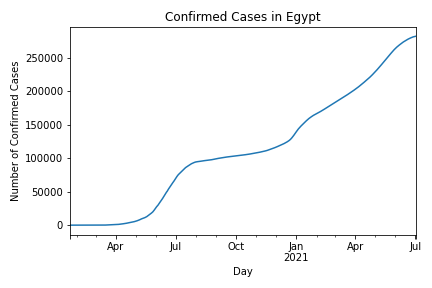 Confirmed Cases in Egypt
Number of Confirmed Cases
250000
200000
150000
100000
50000
0
Apr Jul Oct Jan Apr Jul
2021
Day